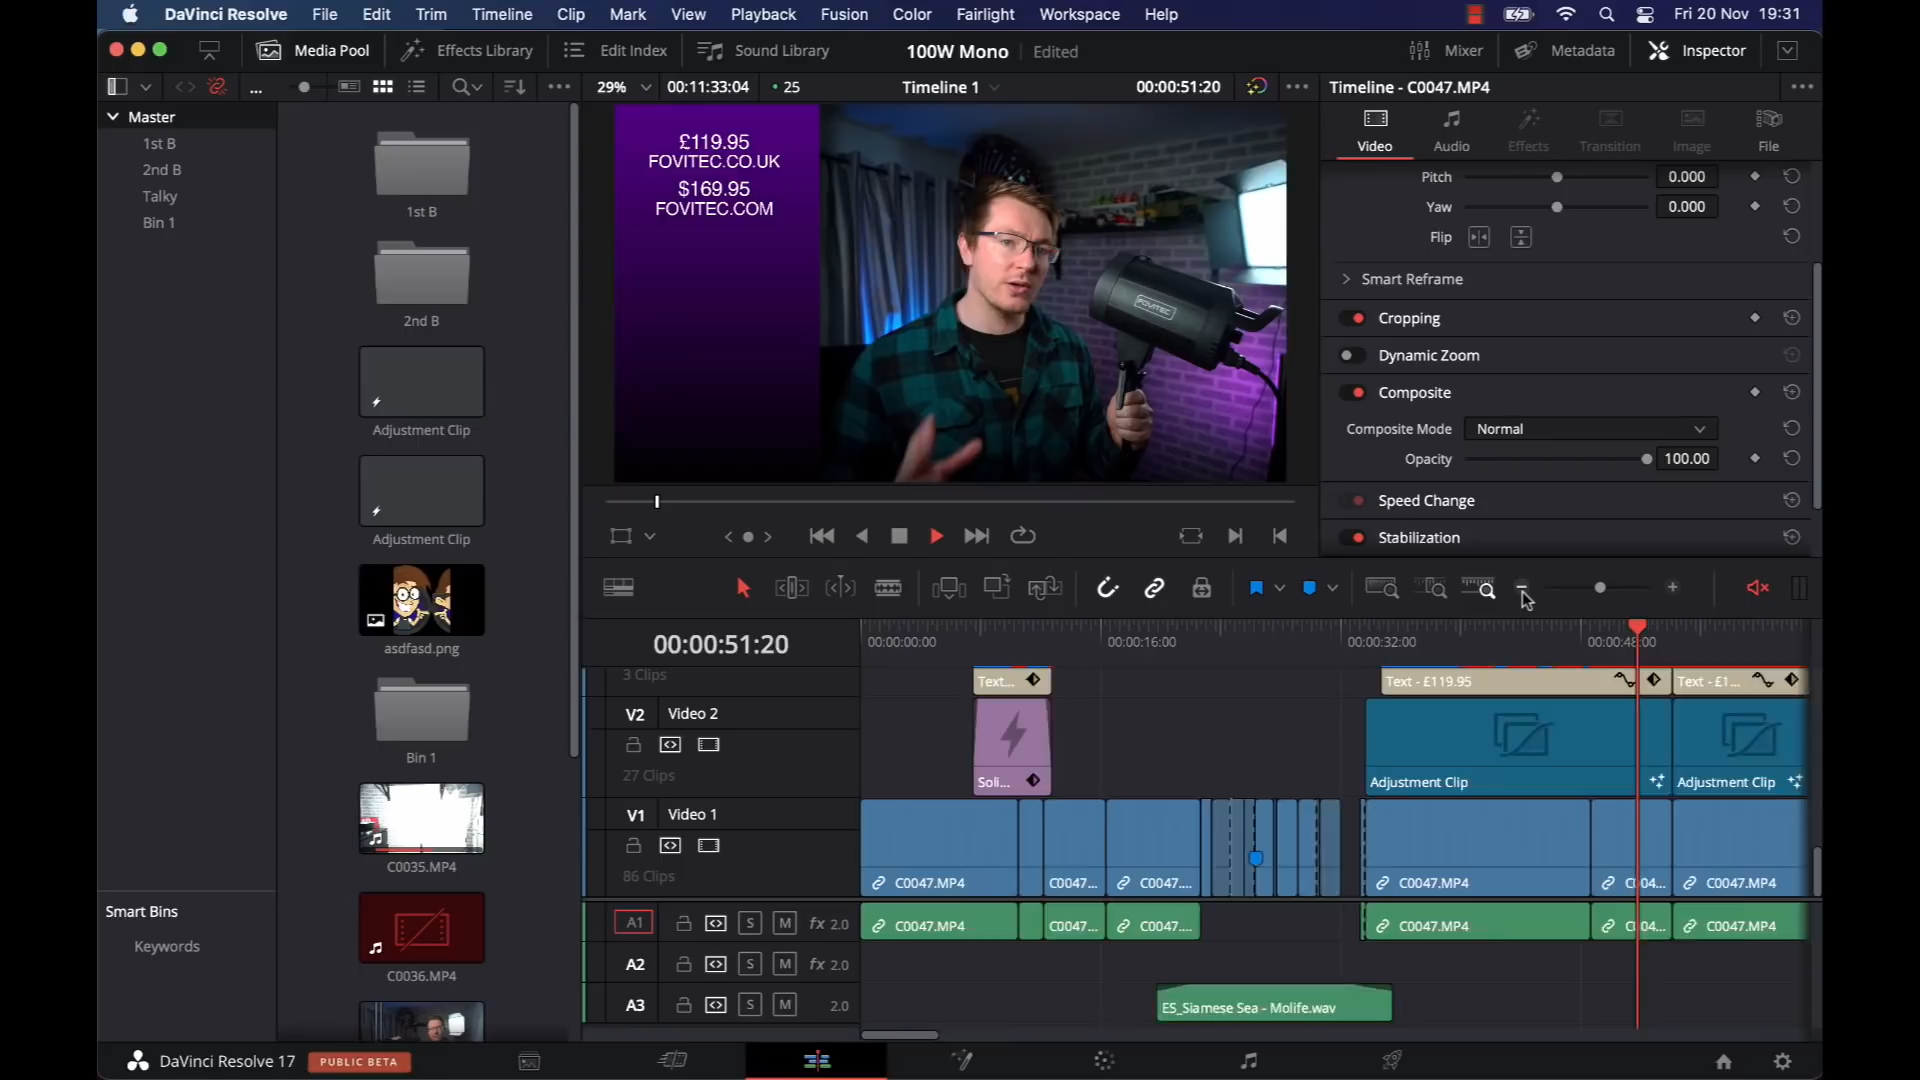 DaVinci Resolve File Edit Trim Timeline Clip Mark View Playback Fusion Color Fairlight Workspace Help Fri 20 Nov 19:31
Media Pool Effects Library Edit Index Sound Library 100W Mono Edited Mixer Metadata Inspector
... 29% 00:11:33:04 25 Timeline 1 00:00:51:20 Timeline - C0047.MP4
Master
1st B
2nd B
Talky
Bin 1
Smart Bins
Keywords
1st B
2nd B
Adjustment Clip
Adjustment Clip
asdfasd.png
Bin 1
C0035.MP4
C0036.MP4
£119.95
FOVITEC.CO.UK
$169.95
FOVITEC.COM
FOVITEC
Video Audio Effects Transition Image File
Pitch 0.000
Yaw 0.000
Flip
Smart Reframe
Cropping
Dynamic Zoom
Composite
Composite Mode Normal
Opacity 100.00
Speed Change
Stabilization
00:00:51:20 00:00:00:00 00:00:16:00 00:00:32:00 00:00:48:00
3 Clips Text... Text - £119.95 Text - £1...
V2 Video 2
27 Clips Soli... Adjustment Clip Adjustment Clip
V1 Video 1
86 Clips C0047.MP4 C0047... C0047.... C0047.MP4 C04... C0047.MP4
A1 S M fx 2.0 C0047.MP4 C0047... C0047.... C0047.MP4 C04... C0047.MP4
A2 S M fx 2.0
A3 S M 2.0 ES_Siamese Sea - Molife.wav
DaVinci Resolve 17 PUBLIC BETA